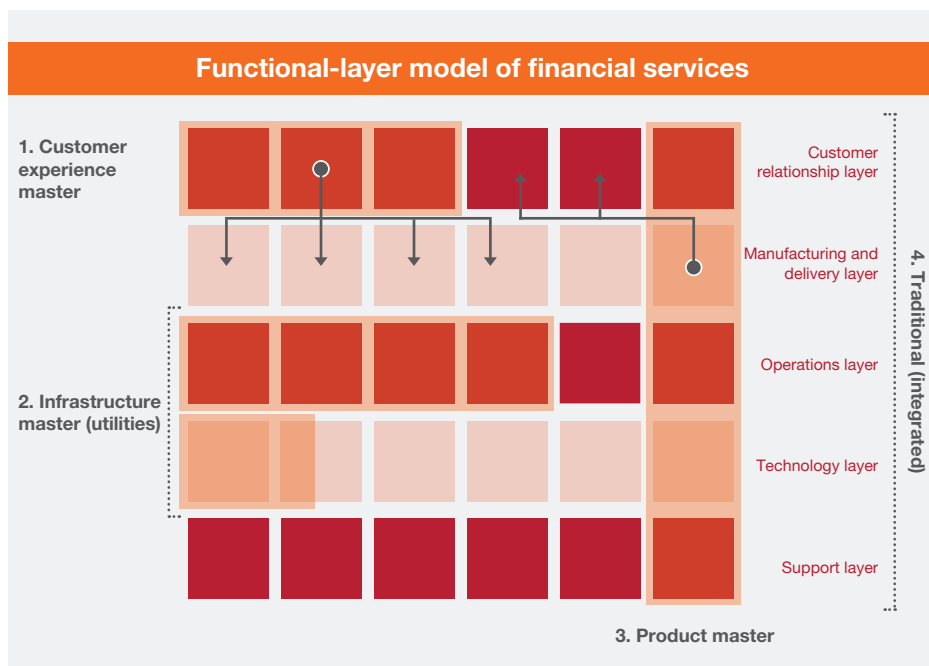 Functional-layer model of financial services
1. Customer
experience
master
Customer
relationship layer
Manufacturing and
delivery layer
4. Traditional (integrated)
Operations layer
2. Infrastructure
master (utilities)
Technology layer
Support layer
3. Product master